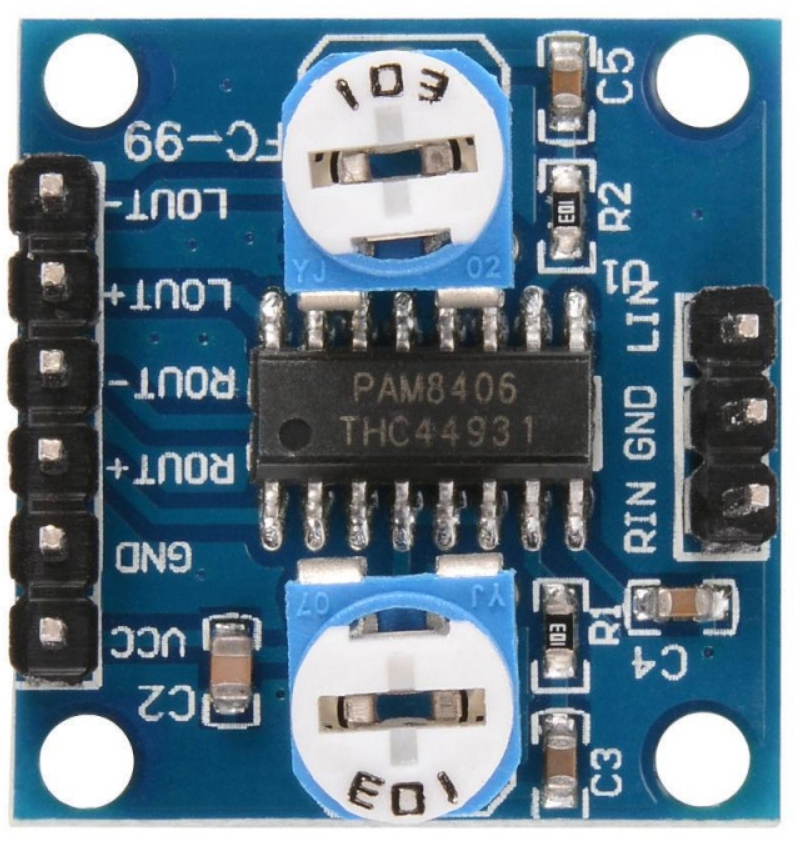 103
C5
FC-99
LOUT-
R2
103
YJ 02
LOUT+
LIN
ROUT-
PAM8406
THC44931
GND
ROUT+
RIN
GND
YJ
VCC
R1
103
C4
C2
C3
103